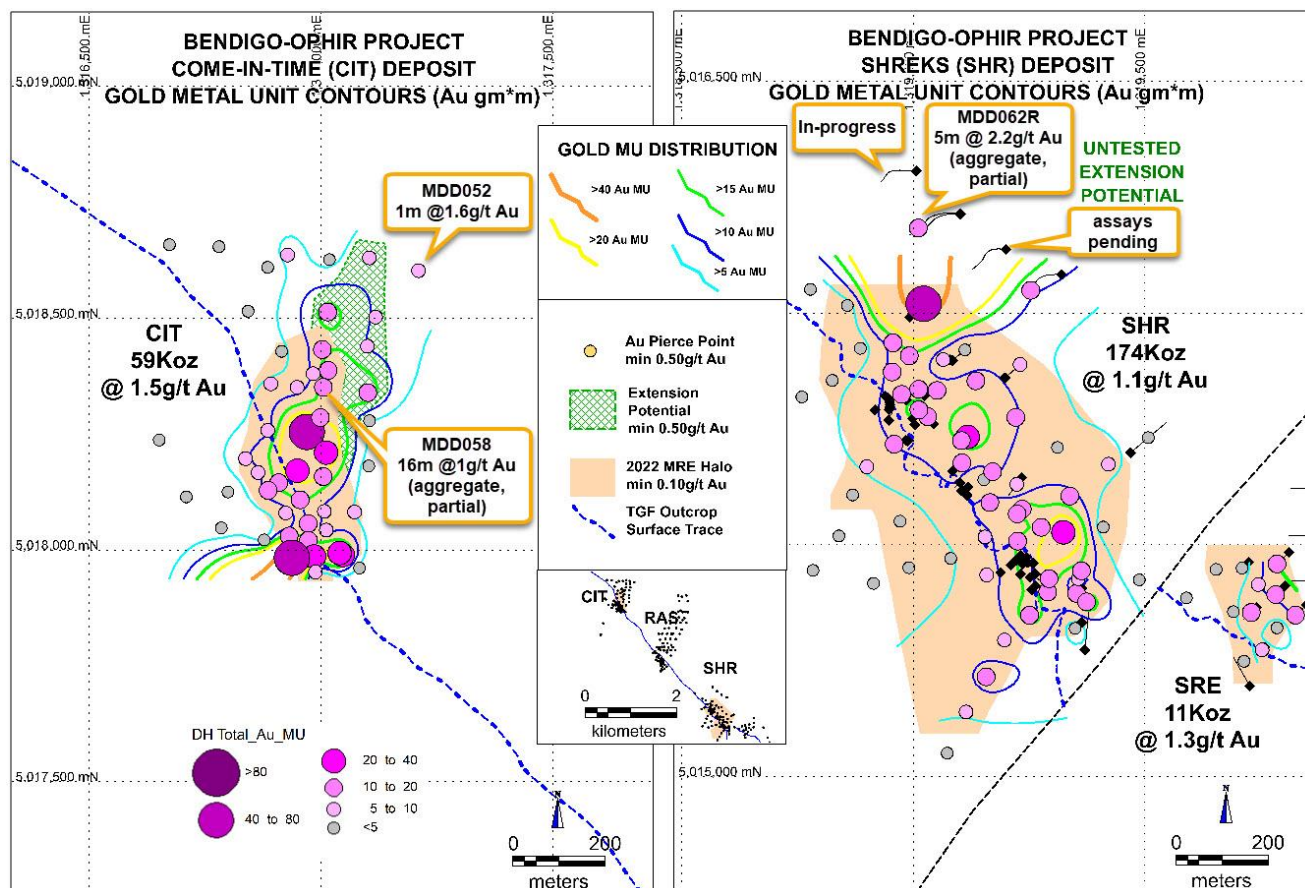 BENDIGO-OPHIR PROJECT
COME-IN-TIME (CIT) DEPOSIT
GOLD METAL UNIT CONTOURS (Au gm*m)
1,316,500 mE
1,317,500 mE
5,019,000 mN
5,018,500 mN
5,018,000 mN
5,017,500 mN
MDD052
1m @1.6g/t Au
CIT
59Koz
@ 1.5g/t Au
MDD058
16m @1g/t Au
(aggregate,
partial)
DH Total_Au_MU
>80
40 to 80
20 to 40
10 to 20
5 to 10
<5
N
0 200
meters
GOLD MU DISTRIBUTION
>40 Au MU
>20 Au MU
>15 Au MU
>10 Au MU
>5 Au MU
Au Pierce Point
min 0.50g/t Au
Extension
Potential
min 0.50g/t Au
2022 MRE Halo
min 0.10g/t Au
TGF Outcrop
Surface Trace
CIT
RAS
SHR
0 2
kilometers
BENDIGO-OPHIR PROJECT
SHREKS (SHR) DEPOSIT
GOLD METAL UNIT CONTOURS (Au gm*m)
5,016,500 mN
5,015,000 mN
In-progress
MDD062R
5m @ 2.2g/t Au
(aggregate,
partial)
UNTESTED
EXTENSION
POTENTIAL
assays
pending
SHR
174Koz
@ 1.1g/t Au
SRE
11Koz
@ 1.3g/t Au
N
0 200
meters